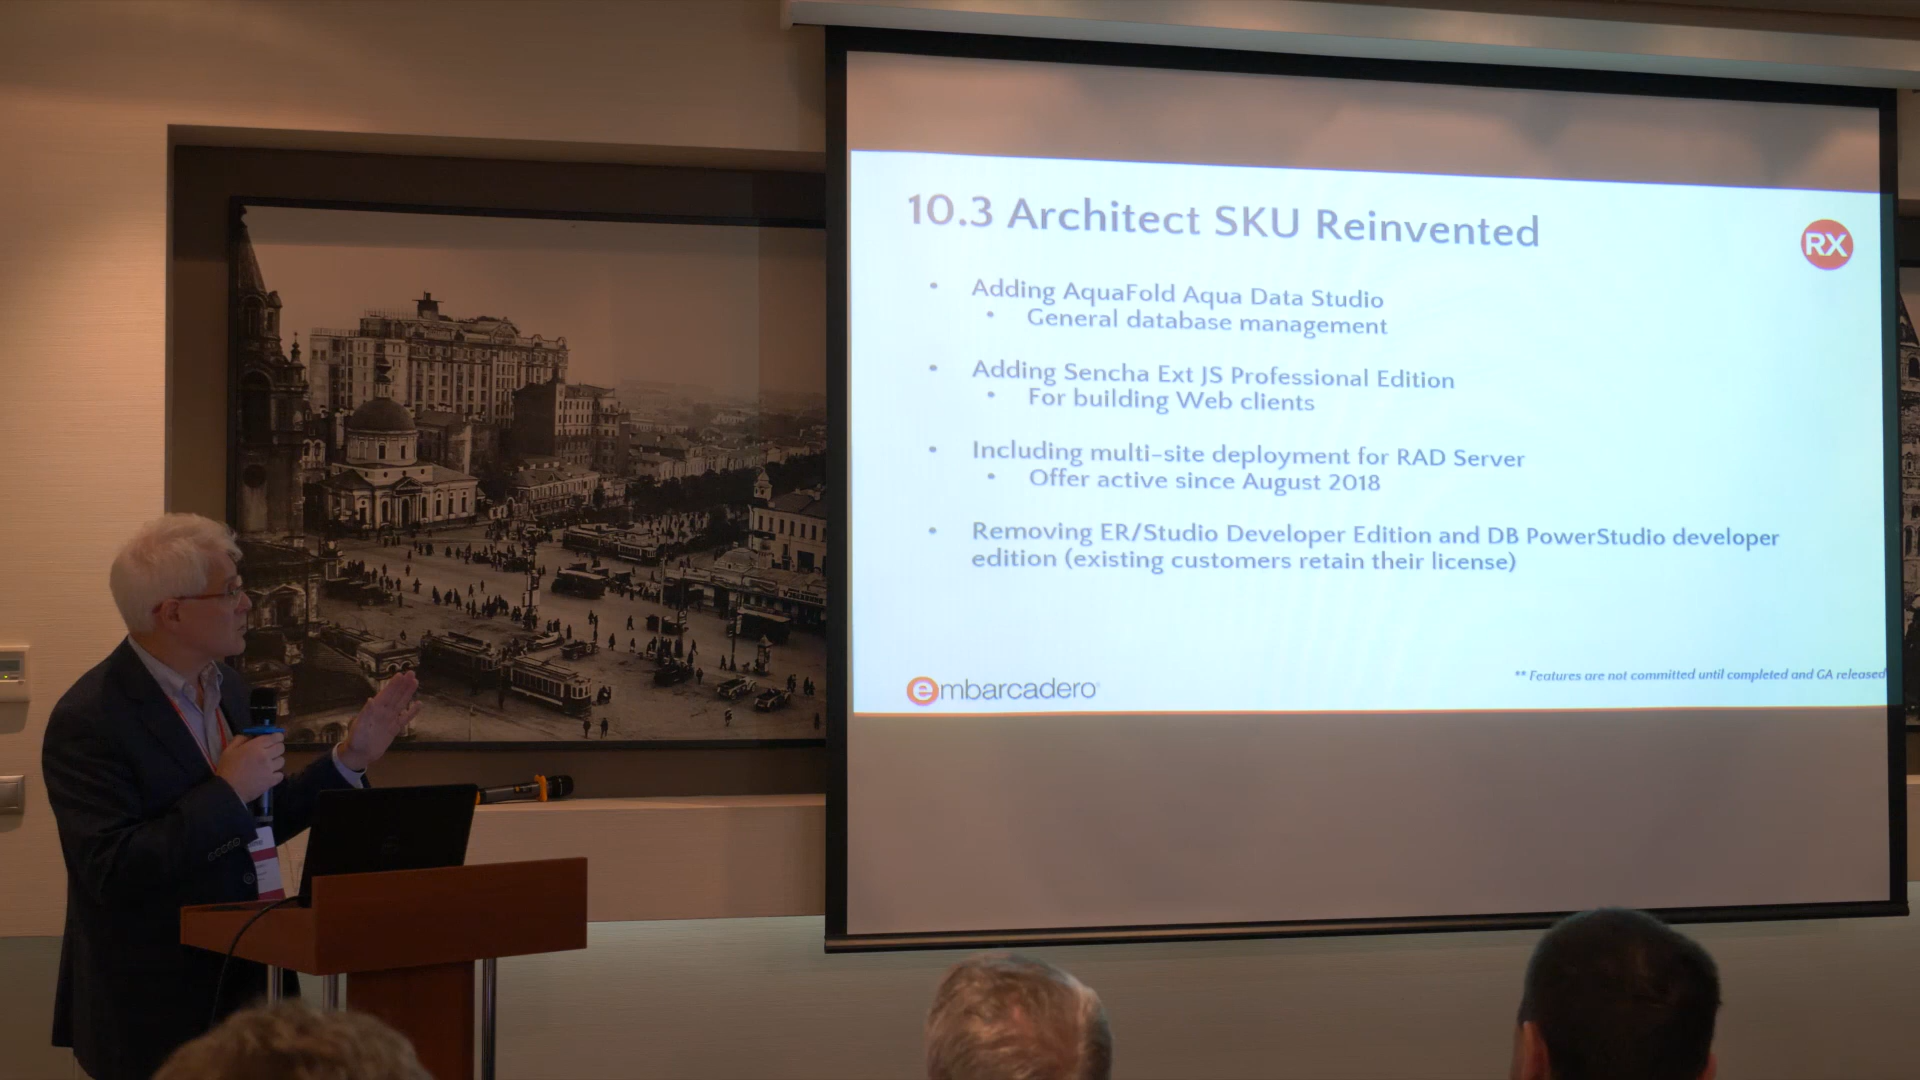 10.3 Architect SKU Reinvented
RX
• Adding AquaFold Aqua Data Studio
• General database management
• Adding Sencha Ext JS Professional Edition
• For building Web clients
• Including multi-site deployment for RAD Server
• Offer active since August 2018
• Removing ER/Studio Developer Edition and DB PowerStudio developer
edition (existing customers retain their license)
** Features are not committed until completed and GA released
embarcadero